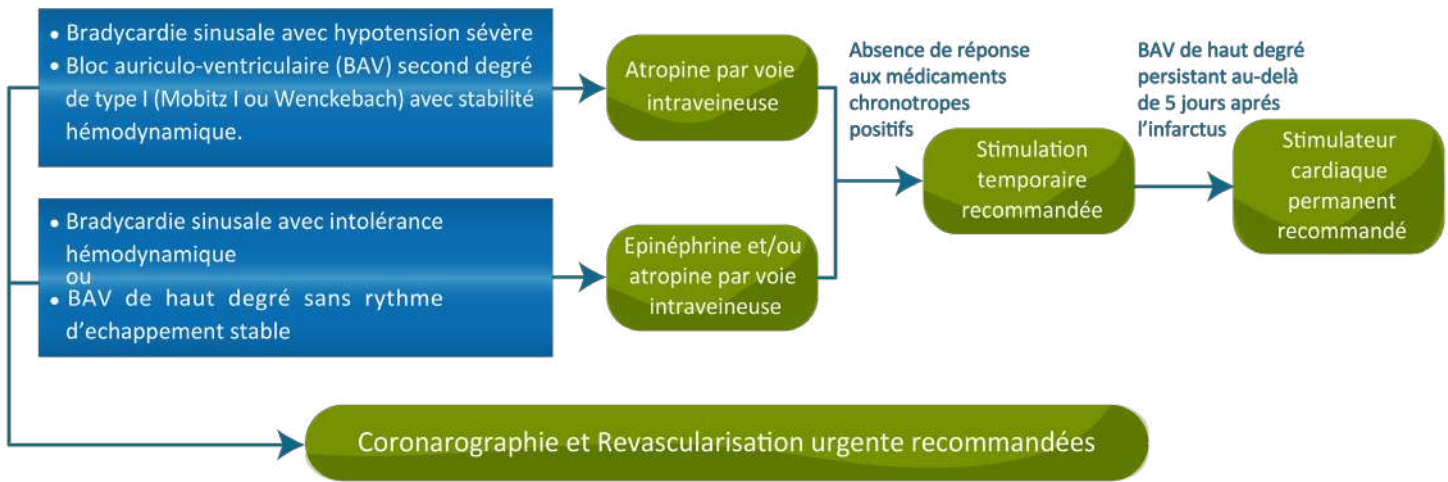 • Bradycardie sinusale avec hypotension sévère
• Bloc auriculo-ventriculaire (BAV) second degré
de type I (Mobitz I ou Wenckebach) avec stabilité
hémodynamique.
Atropine par voie
intraveineuse
• Bradycardie sinusale avec intolérance
hémodynamique
ou
• BAV de haut degré sans rythme
d'echappement stable
Epinéphrine et/ou
atropine par voie
intraveineuse
Absence de réponse
aux médicaments
chronotropes
positifs
Stimulation
temporaire
recommandée
BAV de haut degré
persistant au-delà
de 5 jours aprés
l'infarctus
Stimulateur
cardiaque
permanent
recommandé
Coronarographie et Revascularisation urgente recommandées